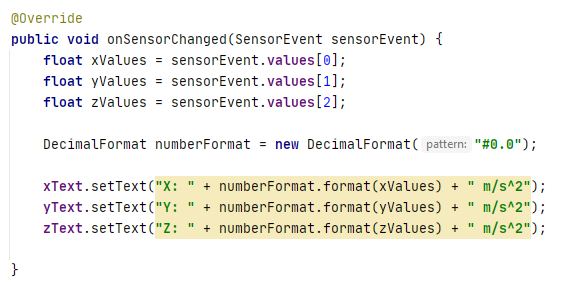 @Override
public void onSensorChanged(SensorEvent sensorEvent) {
    float xValues = sensorEvent.values[0];
    float yValues = sensorEvent.values[1];
    float zValues = sensorEvent.values[2];

    DecimalFormat numberFormat = new DecimalFormat( pattern: "#0.0");

    xText.setText("X: " + numberFormat.format(xValues) + " m/s^2");
    yText.setText("Y: " + numberFormat.format(yValues) + " m/s^2");
    zText.setText("Z: " + numberFormat.format(zValues) + " m/s^2");

}